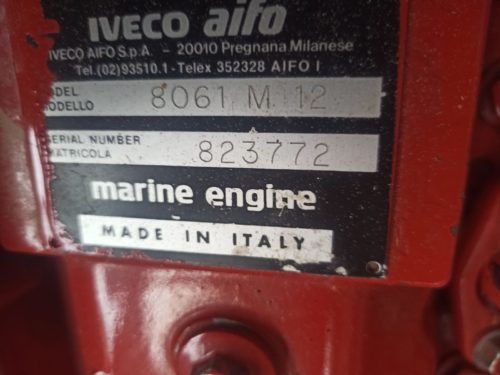 IVECO aifo
IVECO AIFO S.p.A. - 20010 Pregnana Milanese
Tel.(02)93510.1-Telex 352328 AIFO I
MODEL
MODELLO 8061 M 12
SERIAL NUMBER
MATRICOLA 823772
marine engine
MADE IN ITALY